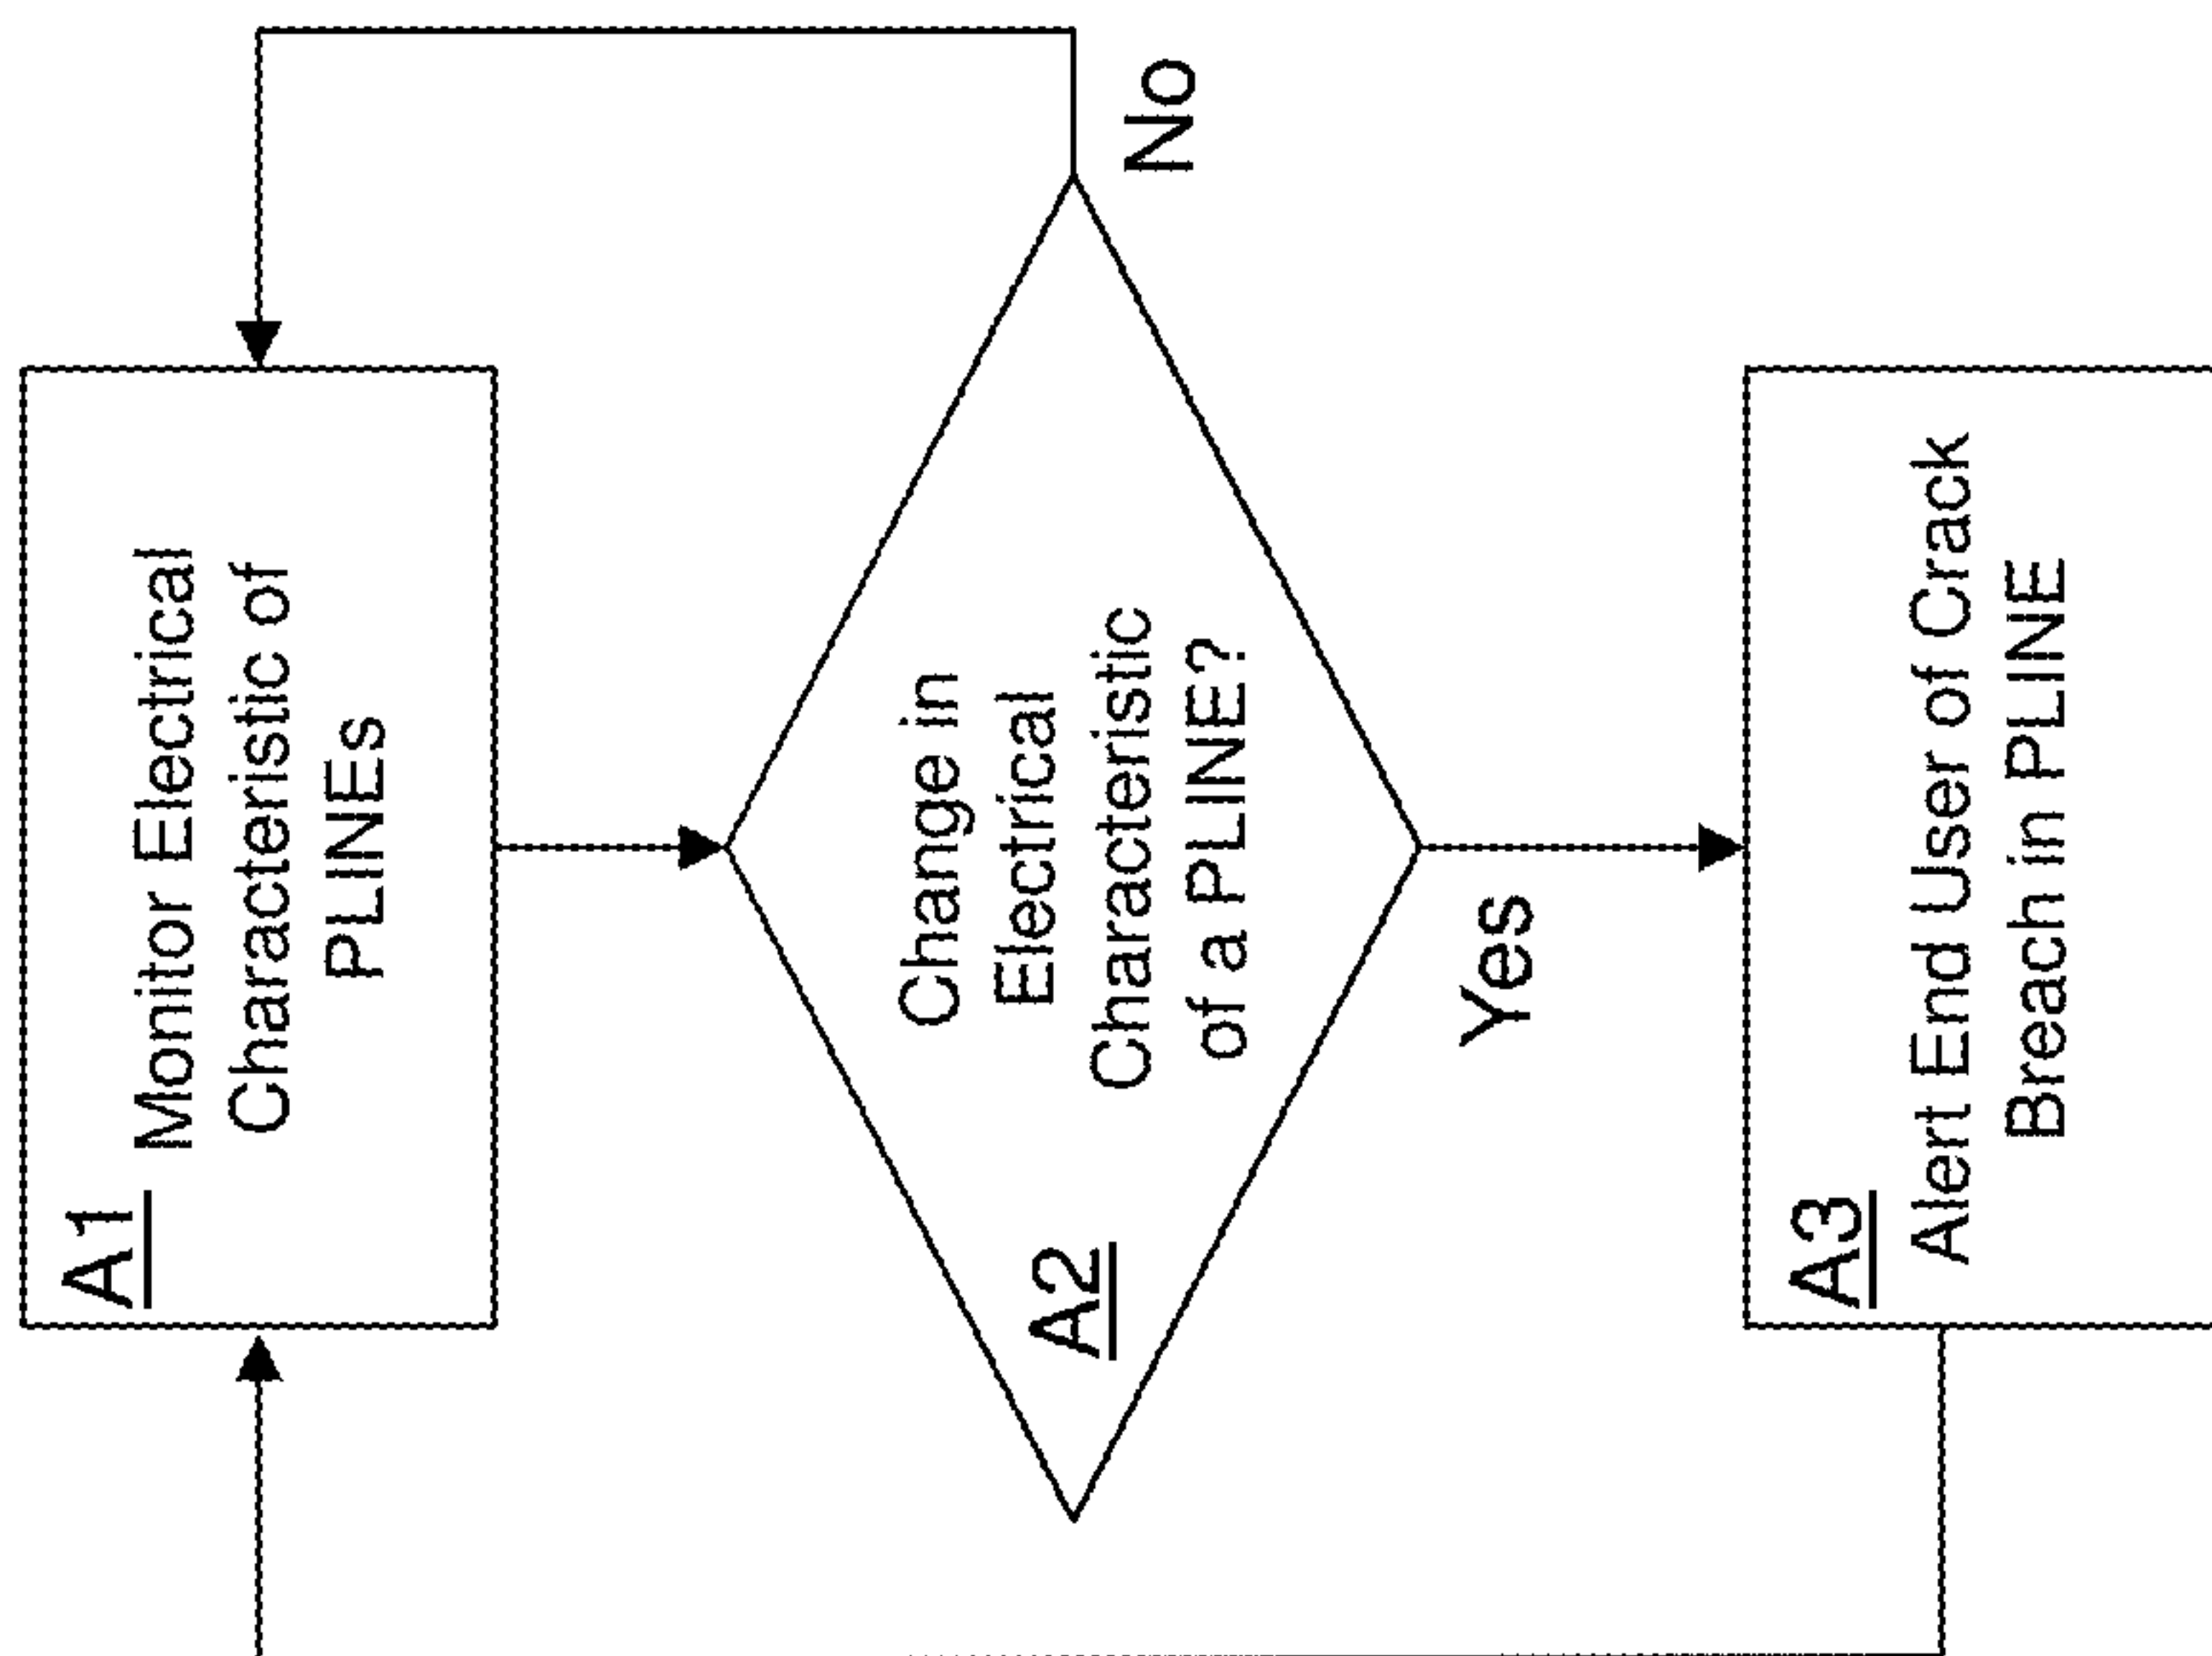 A1
Monitor Electrical
Characteristic of
PLINEs
A2
Change in
Electrical
Characteristic
of a PLINE?
No
Yes
A3
Alert End User of Crack
Breach in PLINE